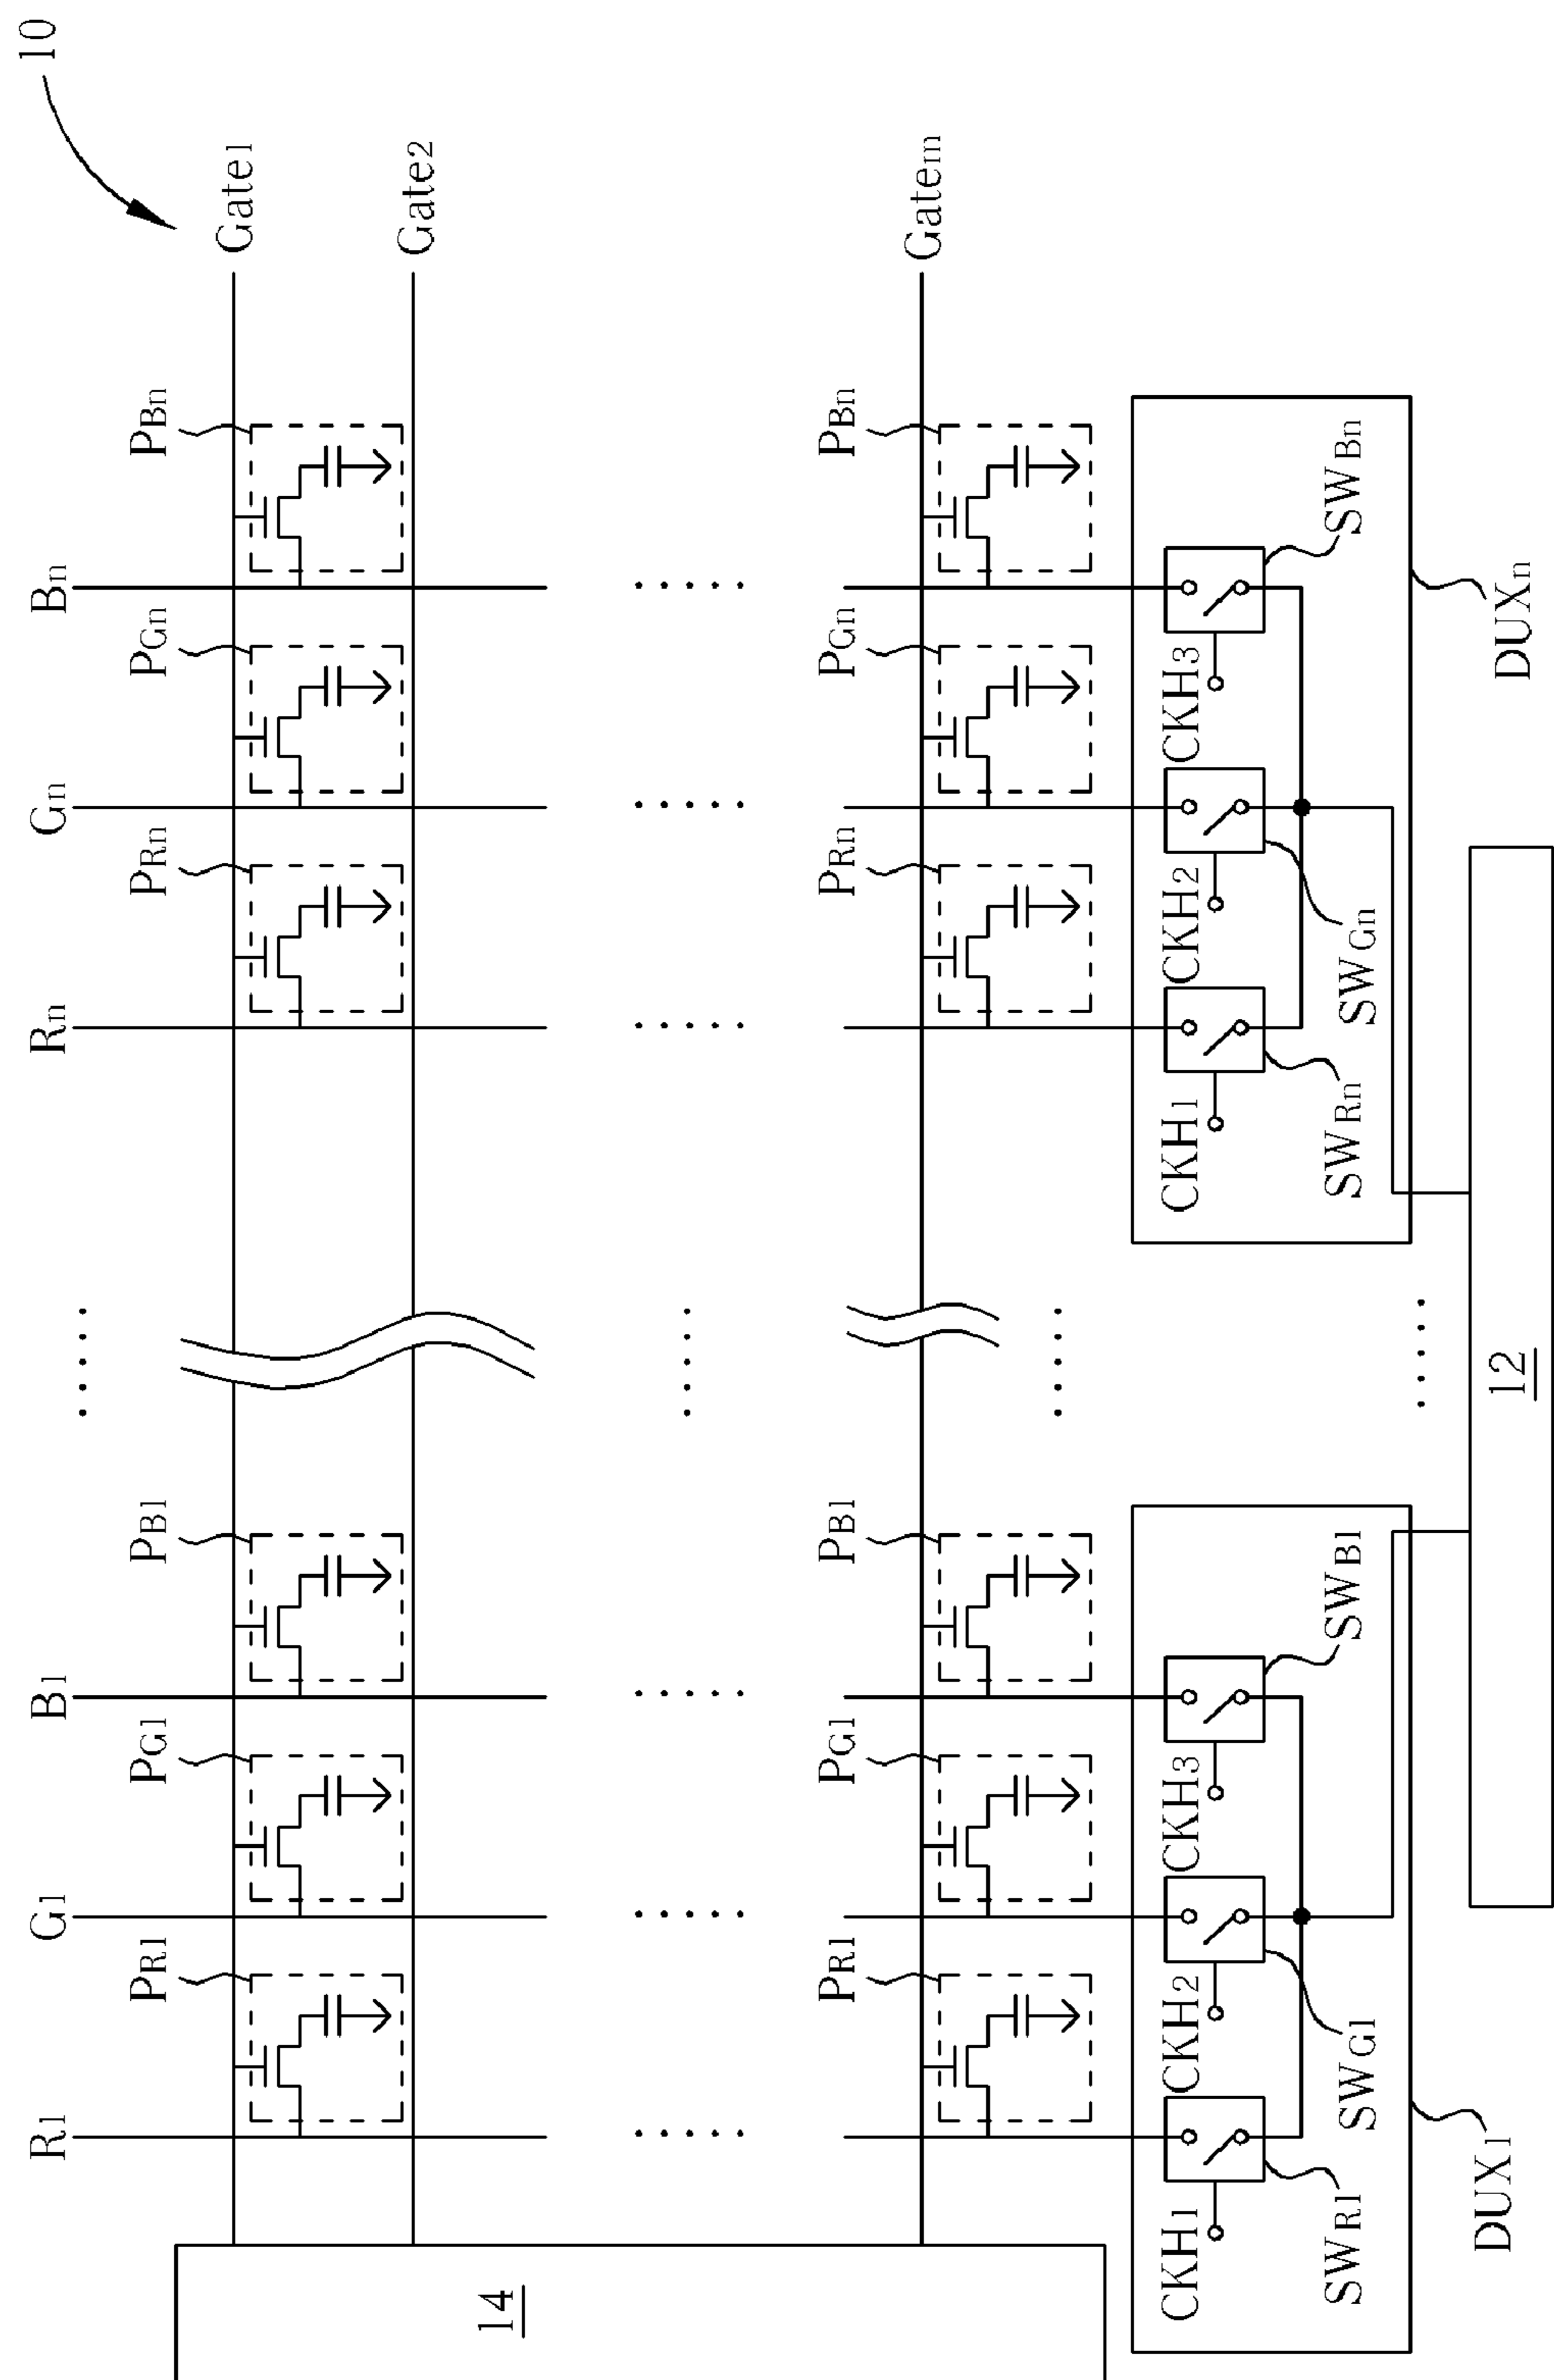 10
Gate1
Gate2
Gatem
R1 G1 B1 Rn Gn Bn
PR1 PG1 PB1 PRn PGn PBn
PR1 PG1 PB1 PRn PGn PBn
14
CKH1 CKH2 CKH3 CKH1 CKH2 CKH3
SWR1 SWG1 SWB1 SWRn SWGn SWBn
DUX1 DUXn
12